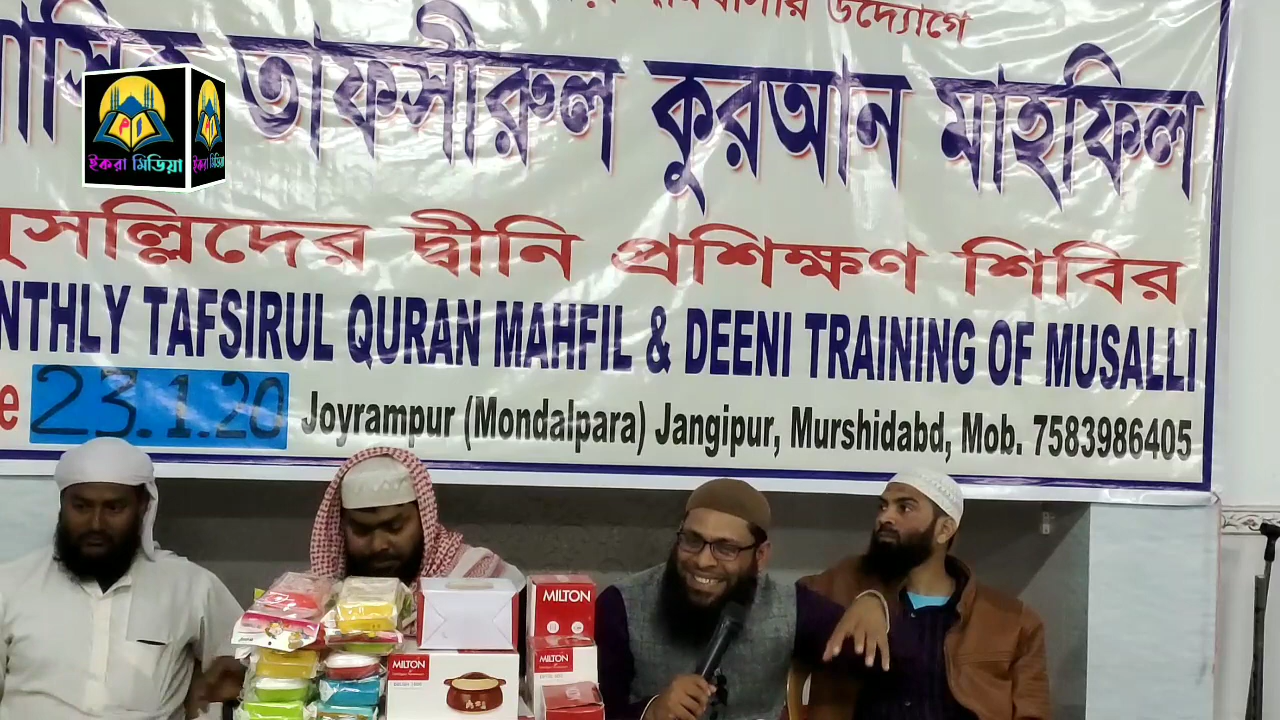 উদ্যোগে
তাফসীরুল কুরআন মাহফিল
ইকরা মিডিয়া
ইকরা মিডিয়া
দ্বীনি প্রশিক্ষণ শিবির
TAFSIRUL QURAN MAHFIL & DEENI TRAINING OF MUSALLI
23.1.20 Joyrampur (Mondalpara) Jangipur, Murshidabd, Mob. 7583986405
MILTON
MILTON
MILTON